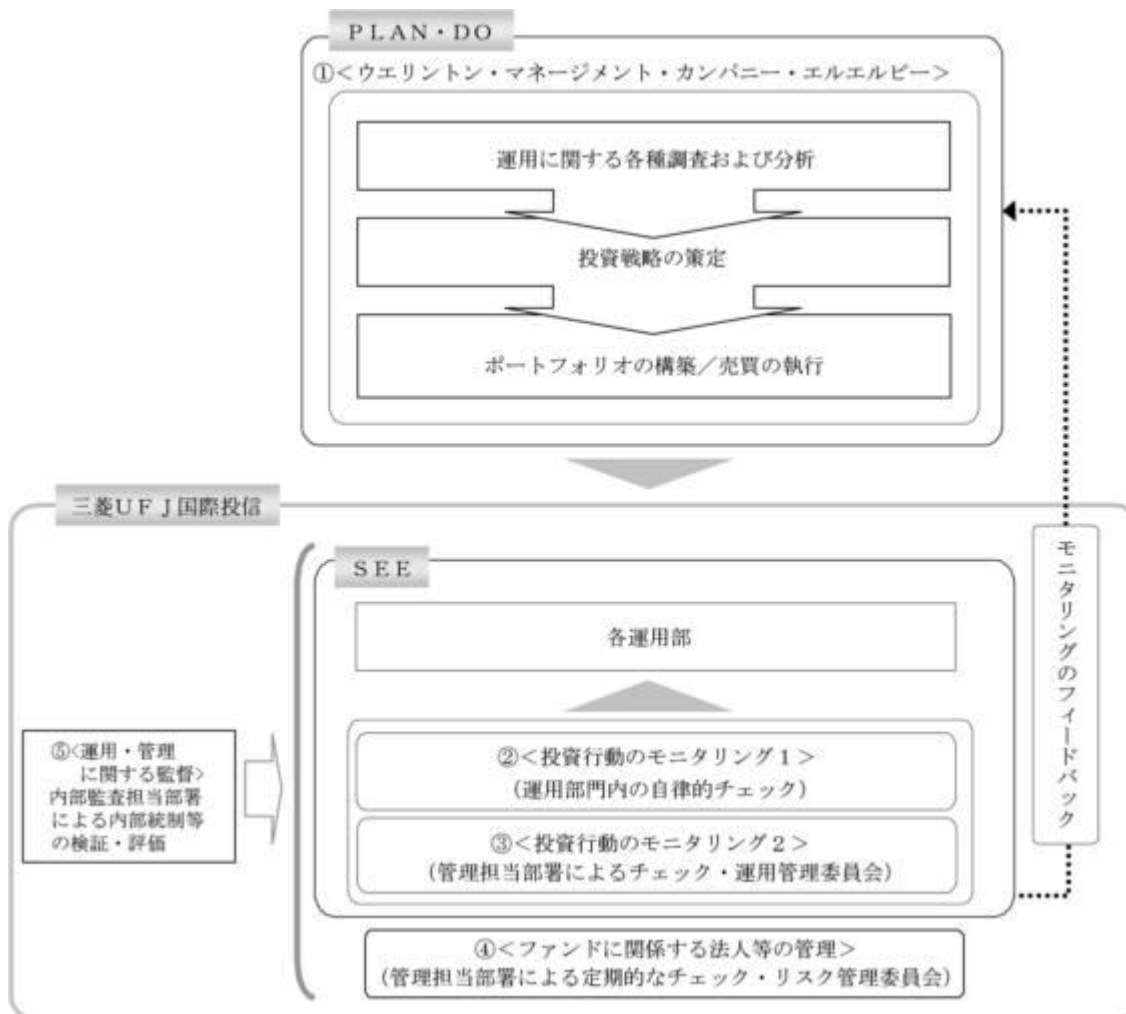 PLAN・DO
①<ウエリントン・マネージメント・カンパニー・エルエルピー>
運用に関する各種調査および分析
投資戦略の策定
ポートフォリオの構築/売買の執行
三菱UFJ国際投信
SEE
各運用部
②<投資行動のモニタリング1>
(運用部門内の自律的チェック)
③<投資行動のモニタリング2>
(管理担当部署によるチェック・運用管理委員会)
④<ファンドに関係する法人等の管理>
(管理担当部署による定期的なチェック・リスク管理委員会)
⑤<運用・管理
に関する監督>
内部監査担当部署
による内部統制等
の検証・評価
モニタリングのフィードバック